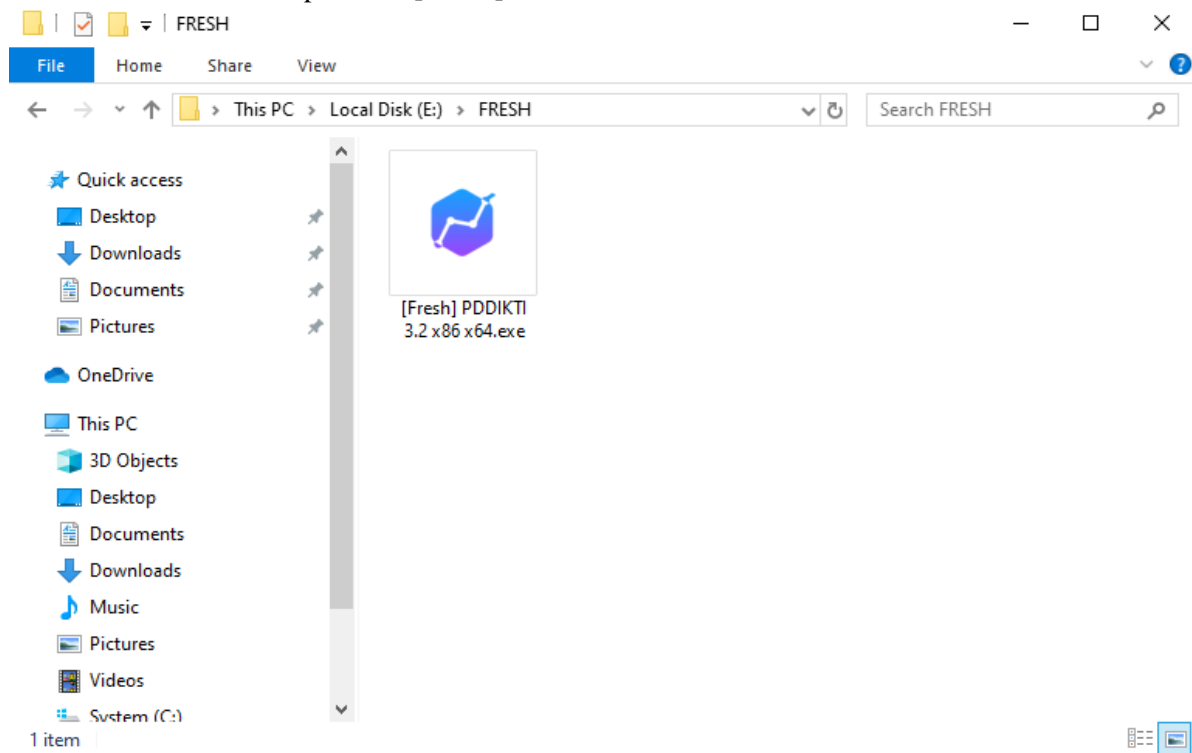 FRESH
File Home Share View
This PC > Local Disk (E:) > FRESH
Search FRESH
Quick access
Desktop
Downloads
Documents
Pictures
OneDrive
This PC
3D Objects
Desktop
Documents
Downloads
Music
Pictures
Videos
System (C:)
[Fresh] PDDIKTI
3.2 x86 x64.exe
1 item